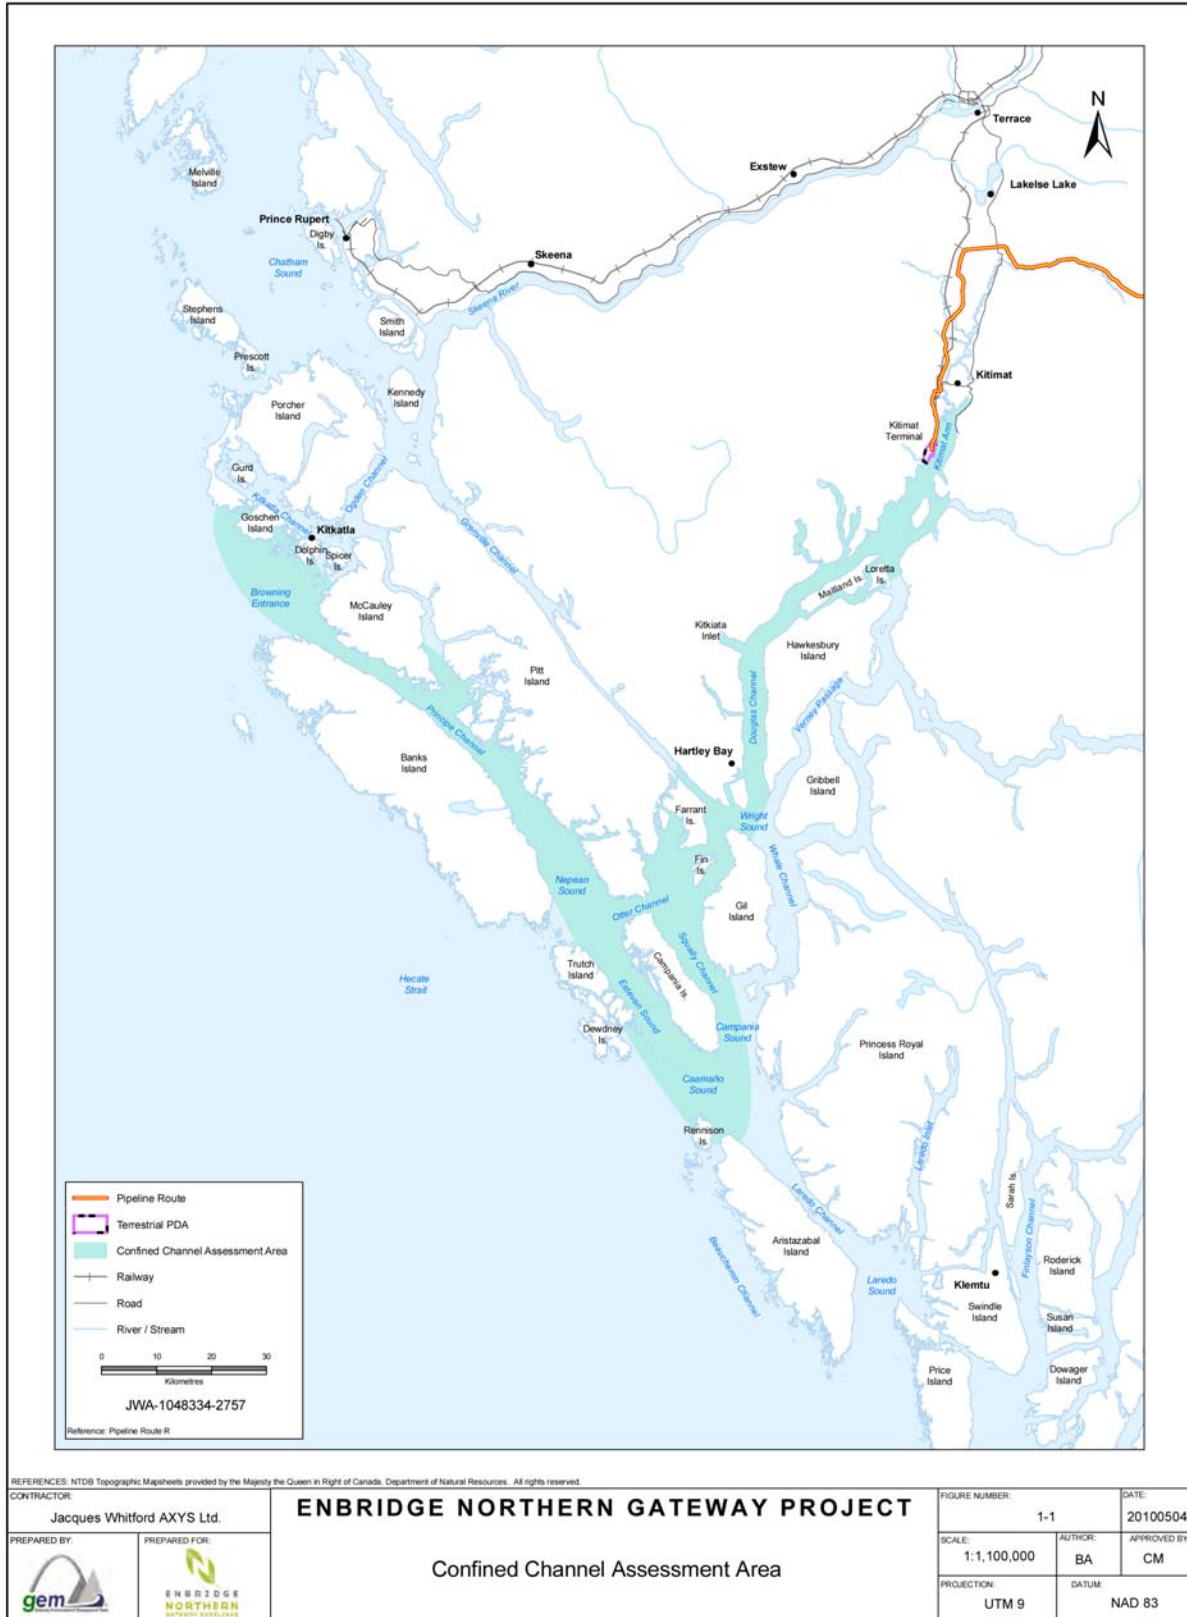 N
Terrace
Exstew
Lakelse Lake
Melville
Island
Prince Rupert
Digby
Is.
Chatham
Sound
Skeena
Skeena River
Stephens
Island
Smith
Island
Prescott
Is.
Kennedy
Island
Kitimat
Porcher
Island
Kitimat
Terminal
Kitimat Arm
Gurd
Is.
Ogden Channel
Kitkatla Channel
Goschen
Island
Kitkatla
Dolphin
Is.
Spicer
Is.
Grenville Channel
Loretta
Is.
Maitland Is.
Browning
Entrance
McCauley
Island
Kitkiata
Inlet
Hawkesbury
Island
Pitt
Island
Douglas Channel
Verney Passage
Principe Channel
Banks
Island
Hartley Bay
Gribbell
Island
Farrant
Is.
Wright
Sound
Whale Channel
Fin
Is.
Nepean
Sound
Otter Channel
Gil
Island
Squally Channel
Campania Is.
Trutch
Island
Hecate
Strait
Estevan Sound
Dewdney
Is.
Campania
Sound
Princess Royal
Island
Caamaño
Sound
Rennison
Is.
Laredo Inlet
Sarah Is.
Laredo Channel
Finlayson Channel
Beauchemin Channel
Aristazabal
Island
Roderick
Island
Laredo
Sound
Klemtu
Swindle
Island
Susan
Island
Price
Island
Dowager
Island
Pipeline Route
Terrestrial PDA
Confined Channel Assessment Area
Railway
Road
River / Stream
0 10 20 30
Kilometres
JWA-1048334-2757
Reference: Pipeline Route R
REFERENCES: NTDB Topographic Mapsheets provided by the Majesty the Queen in Right of Canada, Department of Natural Resources. All rights reserved.
CONTRACTOR:
Jacques Whitford AXYS Ltd.
PREPARED BY:
gem
PREPARED FOR:
ENBRIDGE
NORTHERN
ENBRIDGE NORTHERN GATEWAY PROJECT
Confined Channel Assessment Area
FIGURE NUMBER:
1-1
DATE:
20100504
SCALE:
1:1,100,000
AUTHOR:
BA
APPROVED BY:
CM
PROJECTION:
UTM 9
DATUM:
NAD 83